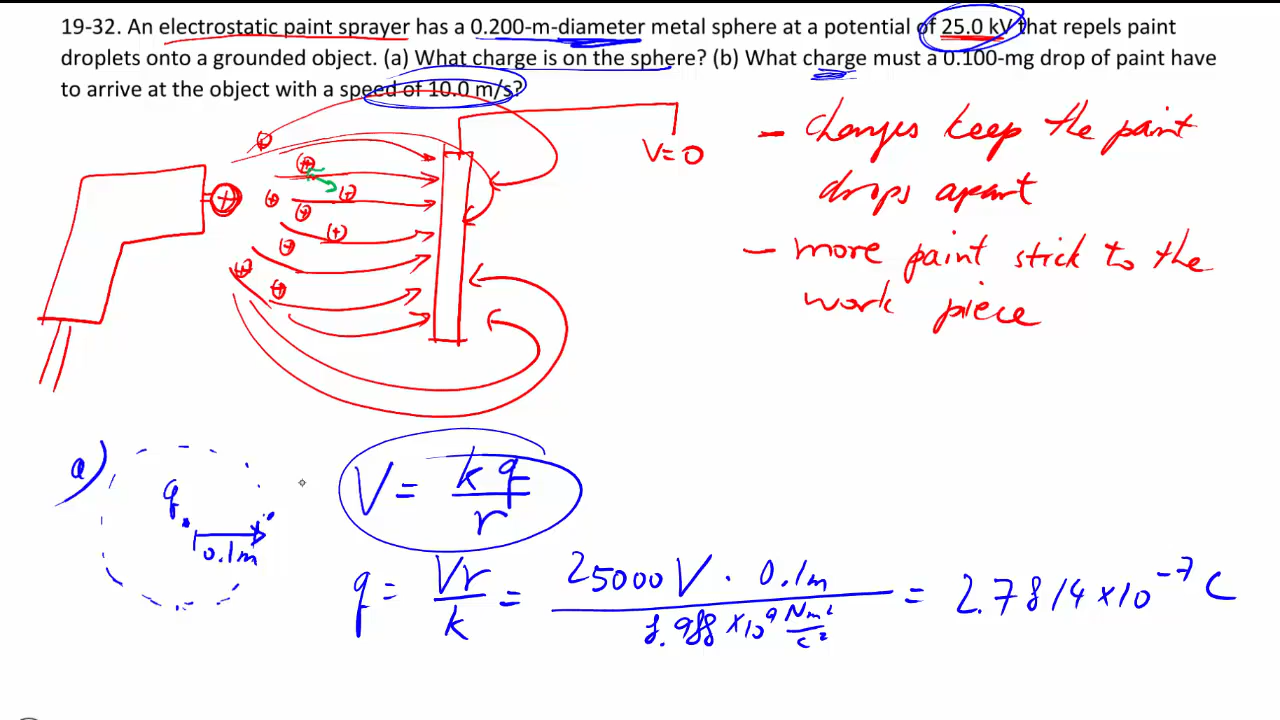 19-32. An electrostatic paint sprayer has a 0.200-m-diameter metal sphere at a potential of 25.0 kV that repels paint
droplets onto a grounded object. (a) What charge is on the sphere? (b) What charge must a 0.100-mg drop of paint have
to arrive at the object with a speed of 10.0 m/s?
- charges keep the paint
drops apart
V=0
- more paint stick to the
work piece
a)
q
0.1m
V = kq/r
q = Vr/k = 25000 V · 0.1m / 8.988 ×10⁹ Nm²/C² = 2.7814 ×10⁻⁷ C